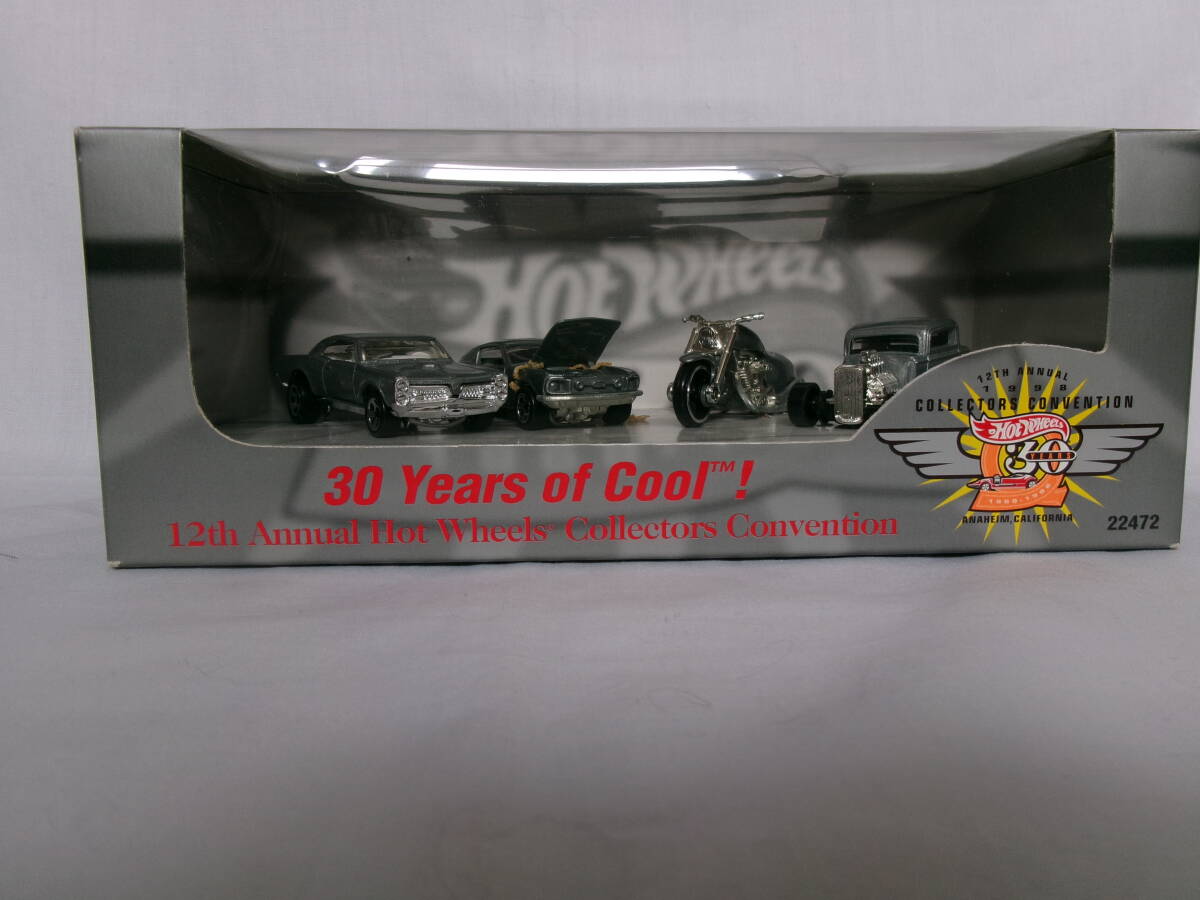 HOT WHEELS
30 Years of Cool™!
12th Annual Hot Wheels® Collectors Convention
12TH ANNUAL
1998
COLLECTORS CONVENTION
HOT WHEELS
30
YEARS
ANAHEIM, CALIFORNIA
22472